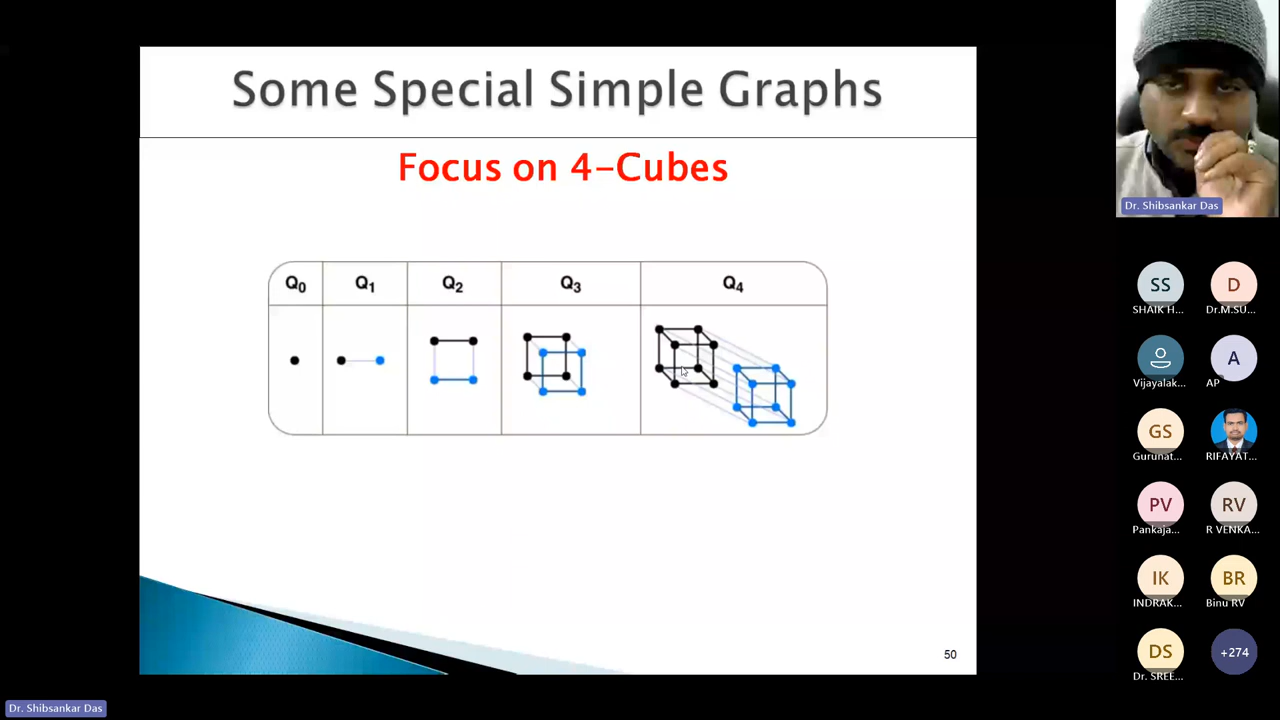 Some Special Simple Graphs
Focus on 4-Cubes
Q0 Q1 Q2 Q3 Q4
50
Dr. Shibsankar Das
SS D
SHAIK H... Dr.M.SU...
A
Vijayalak... AP
GS
Gurunat... RIFAYAT...
PV RV
Pankaja... R VENKA...
IK BR
INDRAK... Binu RV
DS +274
Dr. SREE...
Dr. Shibsankar Das